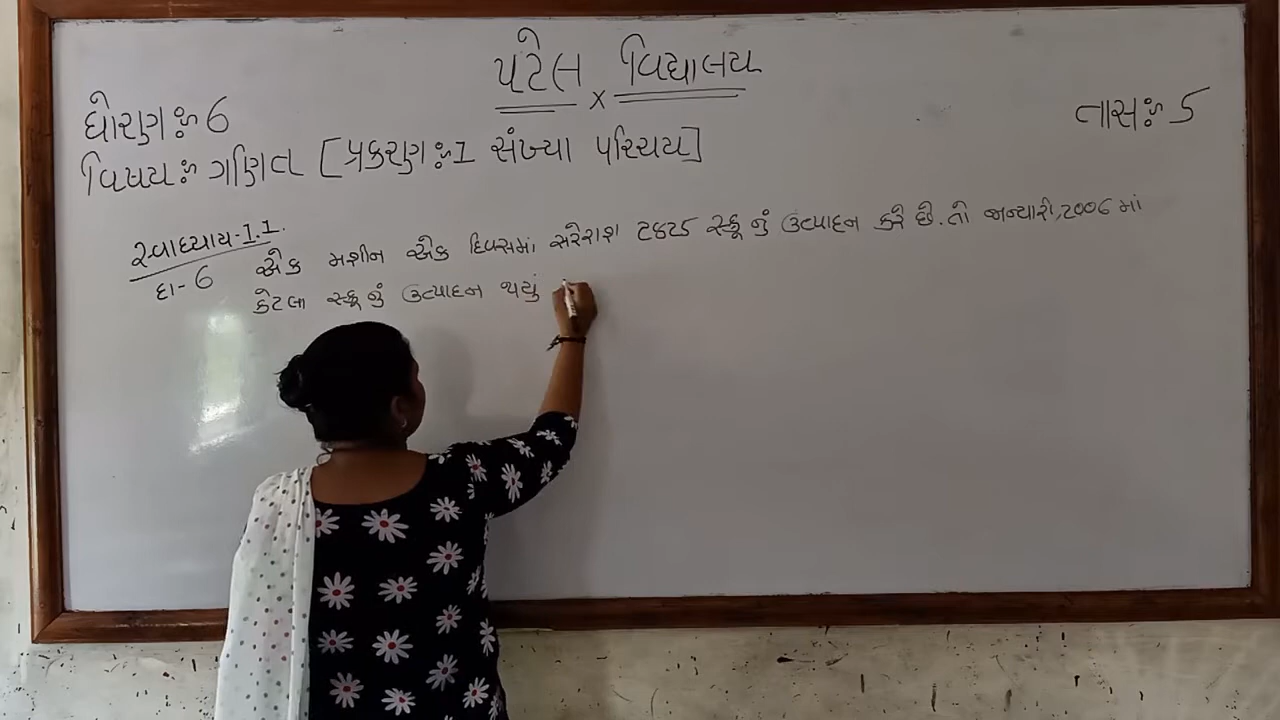 પટેલ × વિદ્યાલય
ધોરણ ઃ 6
તાસ ઃ 5
વિષય ઃ ગણિત [પ્રકરણ ઃ 1 સંખ્યા પરિચય]
સ્વાધ્યાય-1.1.
દા-6 એક મશીન એક દિવસમાં સરેરાશ 2825 સ્ક્રૂ નું ઉત્પાદન કરે છે. તો જાન્યુઆરી, 2006 માં
કેટલા સ્ક્રૂ નું ઉત્પાદન થયું